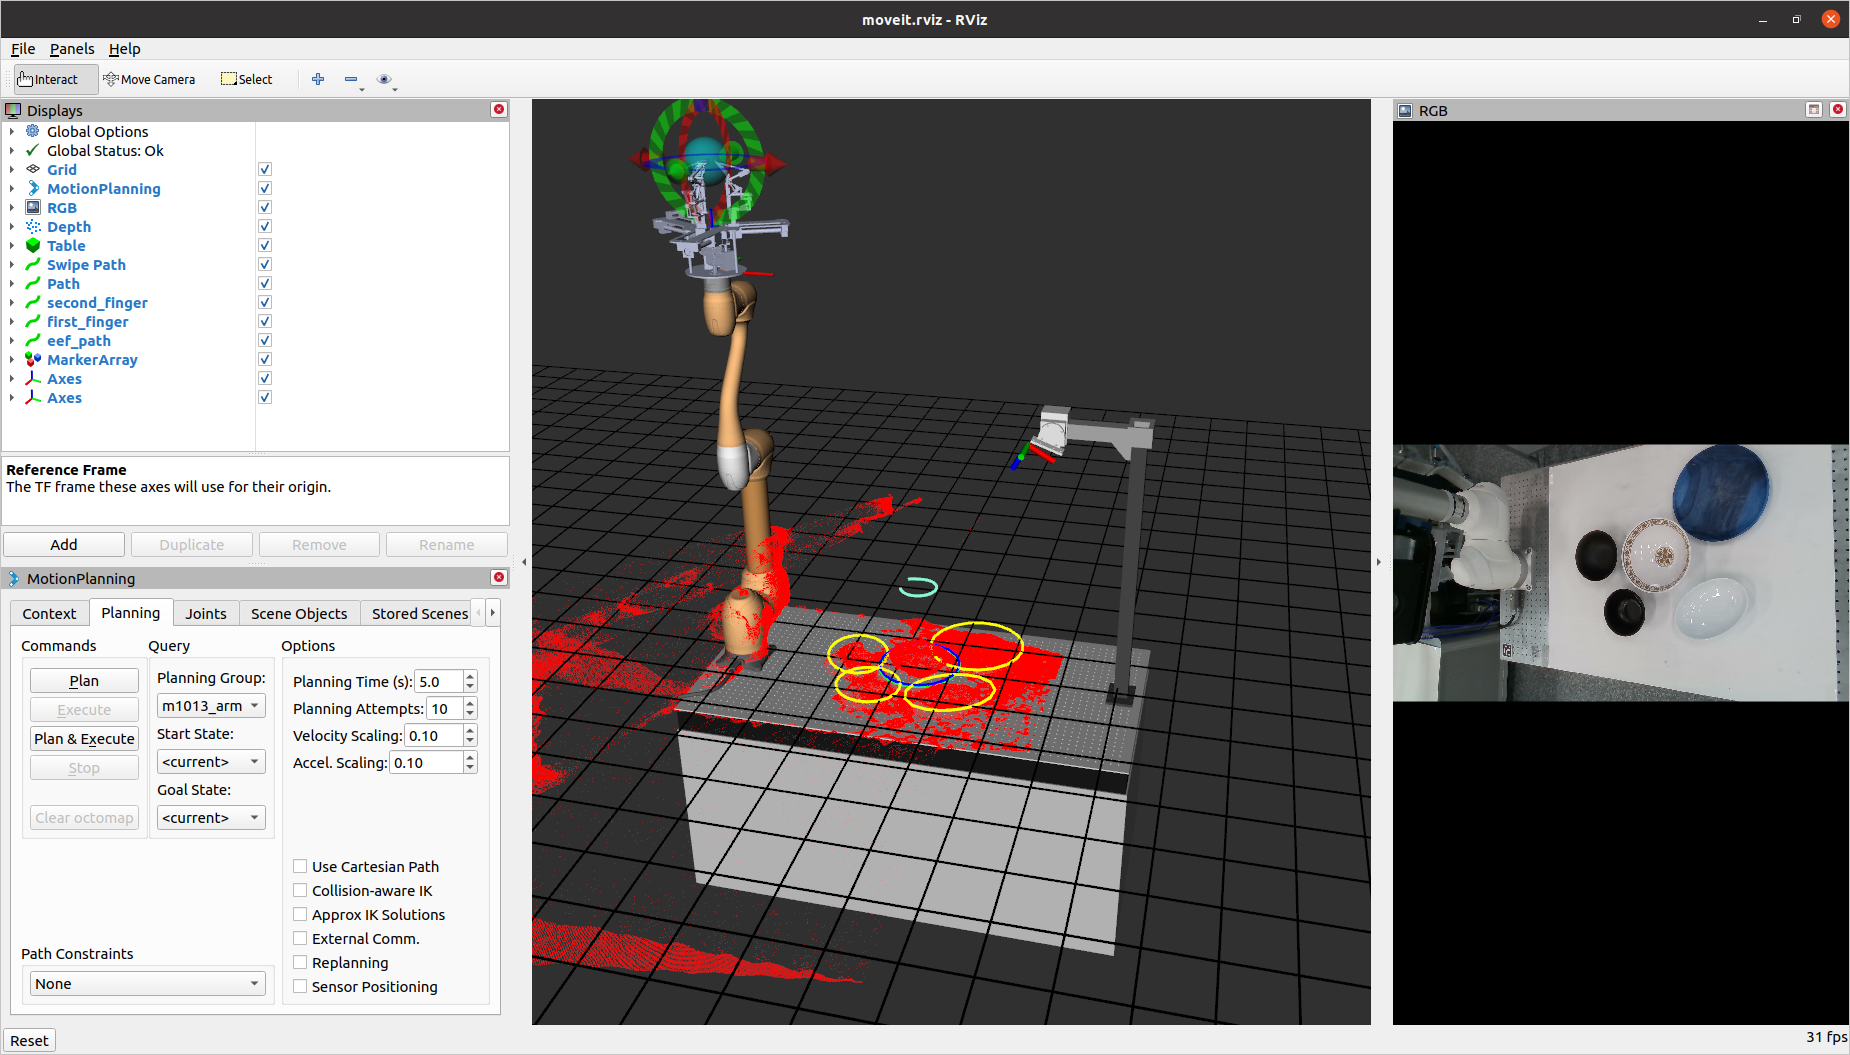 moveit.rviz - RViz
File Panels Help
Interact Move Camera Select
Displays
Global Options
Global Status: Ok
Grid
MotionPlanning
RGB
Depth
Table
Swipe Path
Path
second_finger
first_finger
eef_path
MarkerArray
Axes
Axes
Reference Frame
The TF frame these axes will use for their origin.
Add Duplicate Remove Rename
MotionPlanning
Context Planning Joints Scene Objects Stored Scenes
Commands Query Options
Plan
Execute
Plan & Execute
Stop
Clear octomap
Planning Group:
m1013_arm
Start State:
<current>
Goal State:
<current>
Planning Time (s): 5.0
Planning Attempts: 10
Velocity Scaling: 0.10
Accel. Scaling: 0.10
Use Cartesian Path
Collision-aware IK
Approx IK Solutions
External Comm.
Replanning
Sensor Positioning
Path Constraints
None
Reset
RGB
31 fps